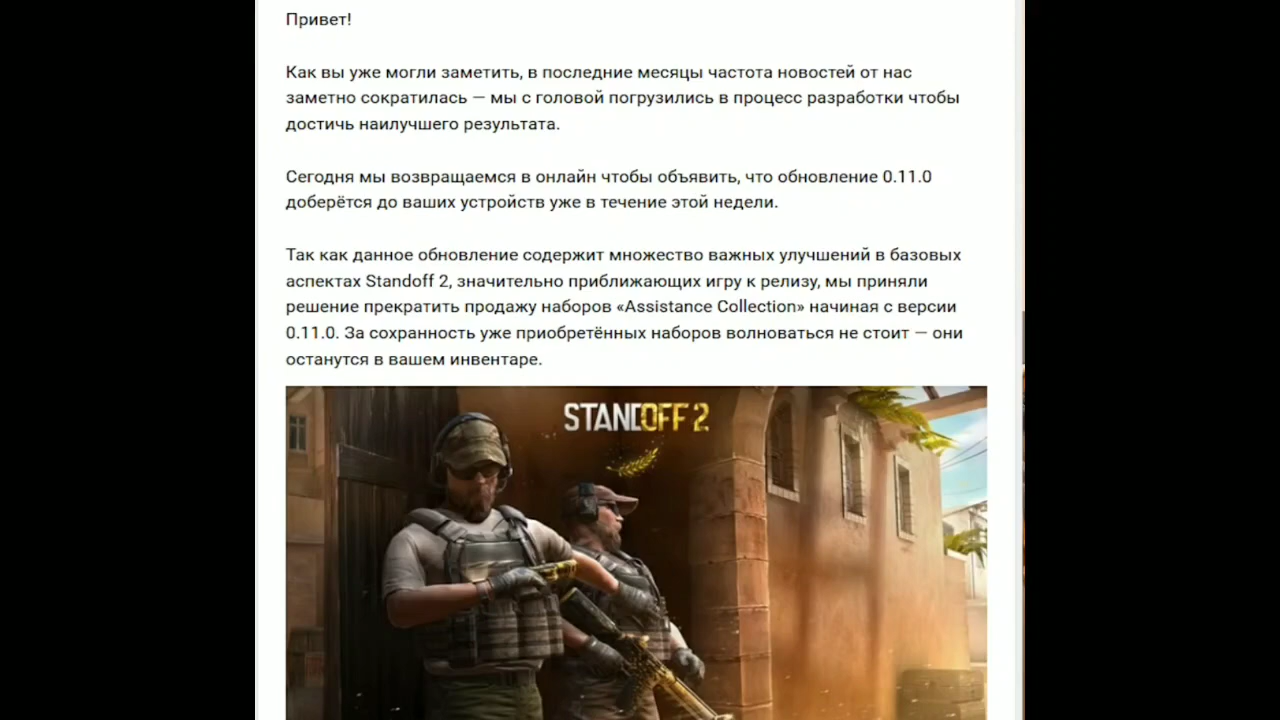 Привет!
Как вы уже могли заметить, в последние месяцы частота новостей от нас
заметно сократилась — мы с головой погрузились в процесс разработки чтобы
достичь наилучшего результата.
Сегодня мы возвращаемся в онлайн чтобы объявить, что обновление 0.11.0
доберётся до ваших устройств уже в течение этой недели.
Так как данное обновление содержит множество важных улучшений в базовых
аспектах Standoff 2, значительно приближающих игру к релизу, мы приняли
решение прекратить продажу наборов «Assistance Collection» начиная с версии
0.11.0. За сохранность уже приобретённых наборов волноваться не стоит — они
останутся в вашем инвентаре.
STANDOFF 2